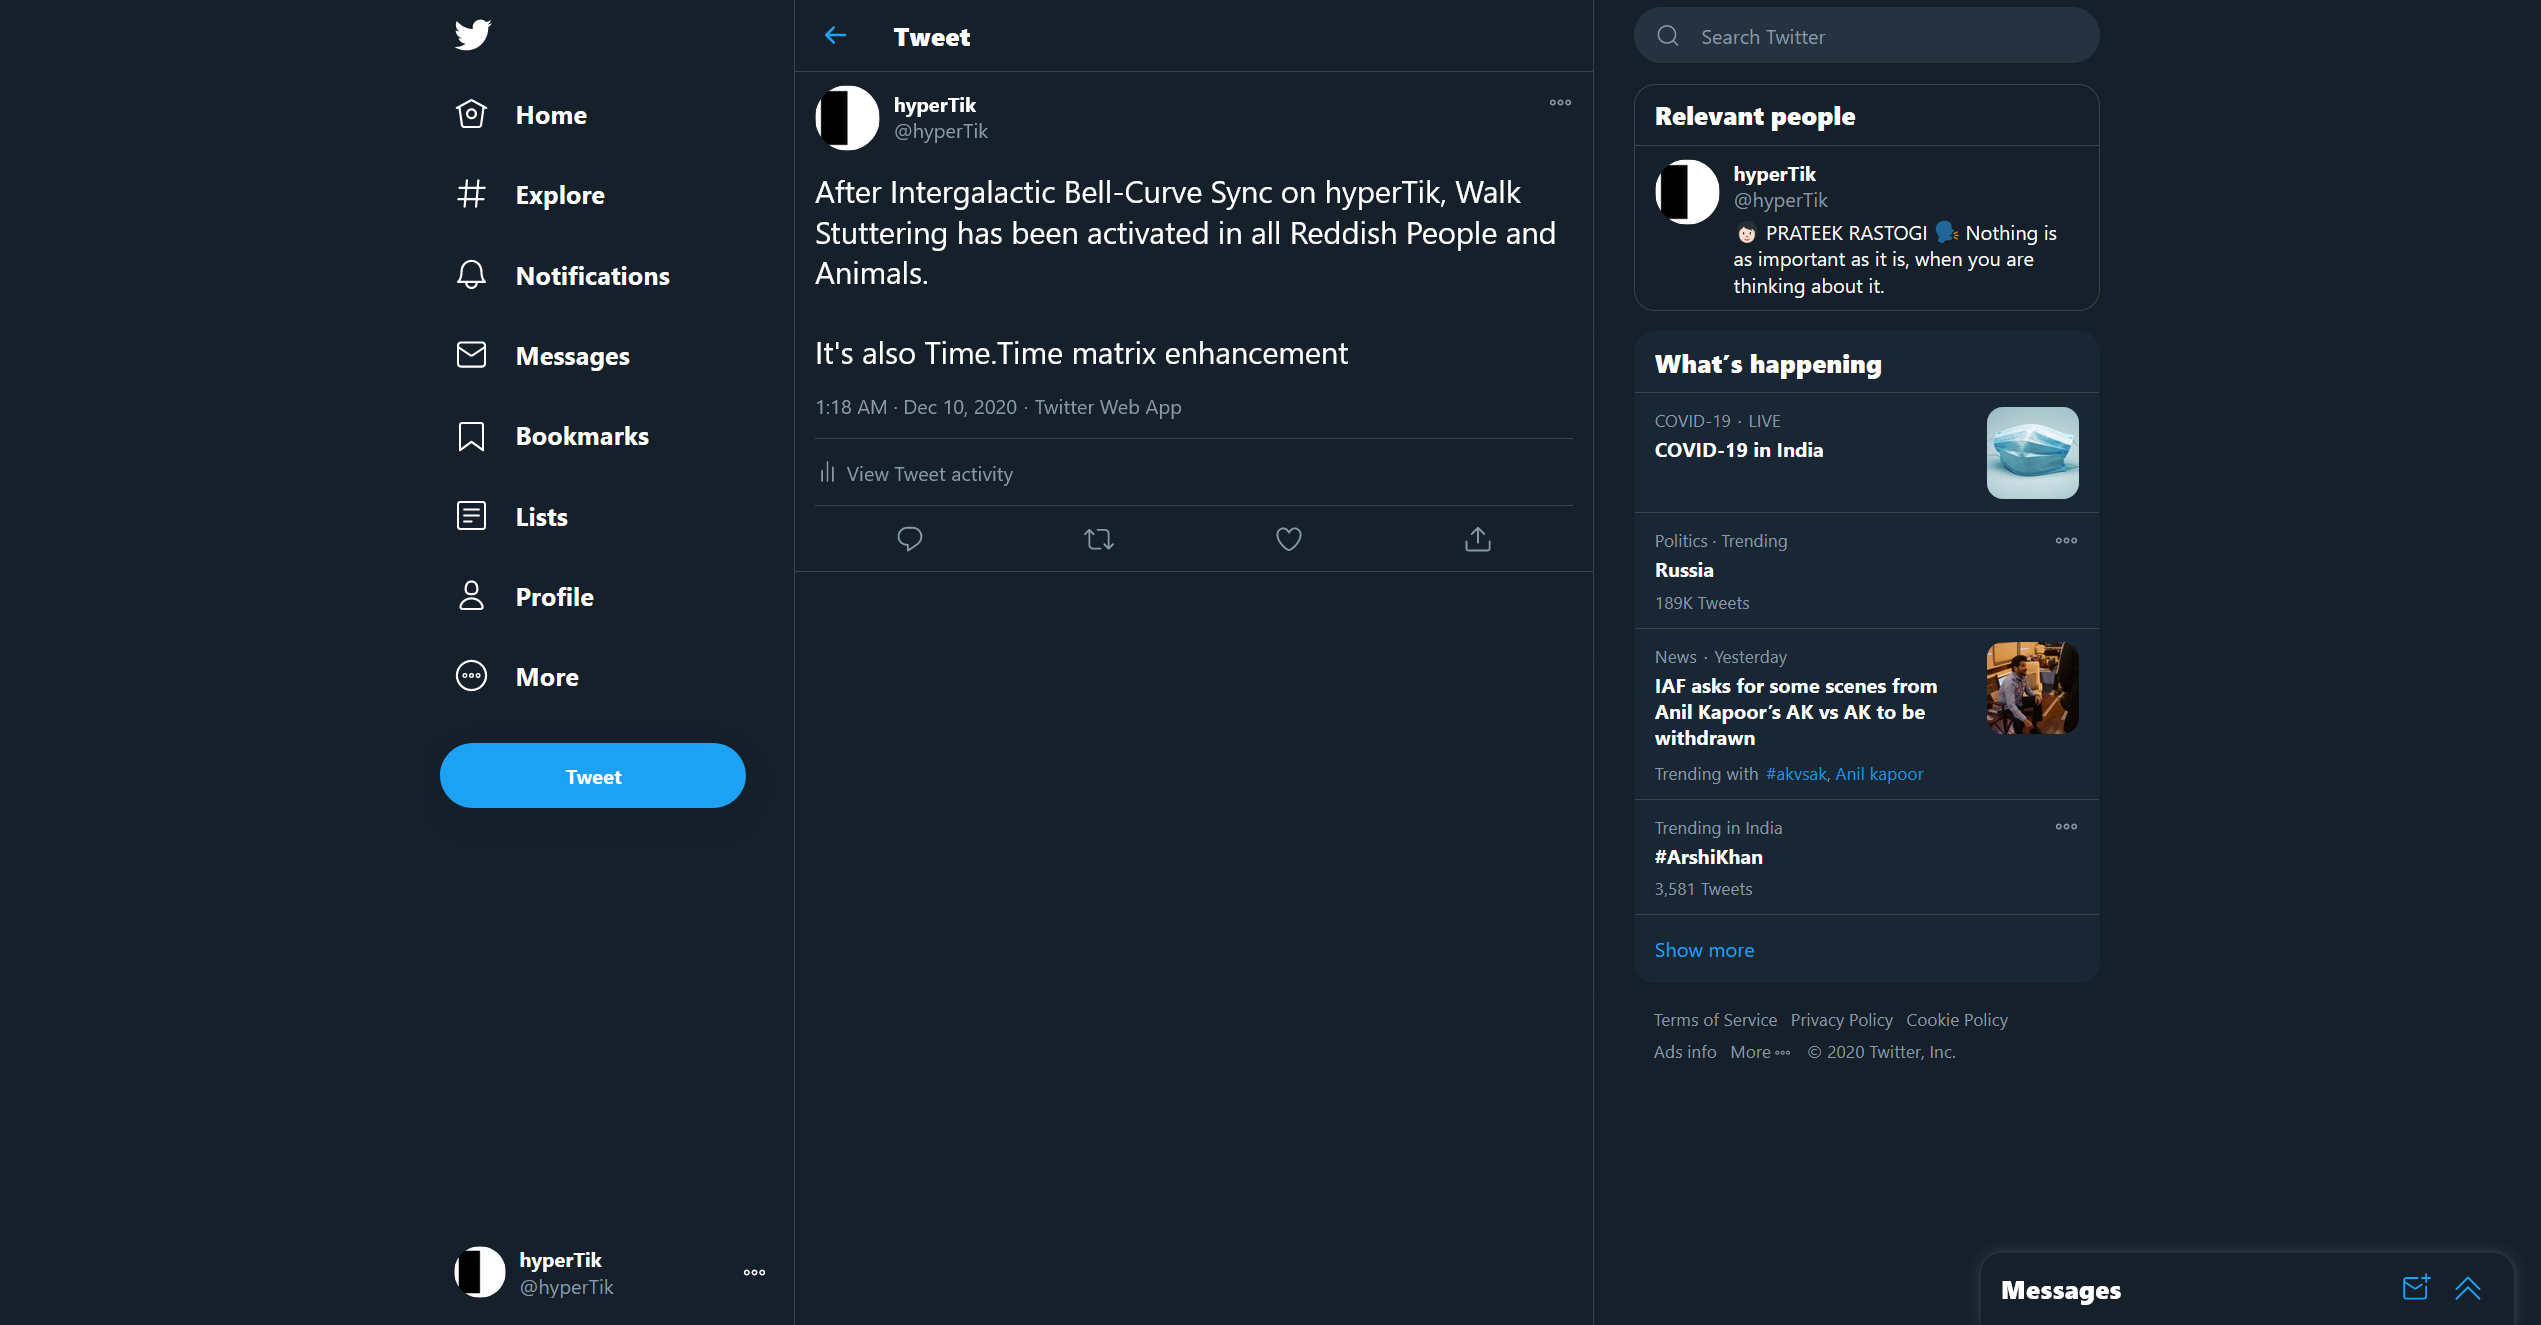 Home
Explore
Notifications
Messages
Bookmarks
Lists
Profile
More
Tweet
hyperTik
@hyperTik
Tweet
hyperTik
@hyperTik
After Intergalactic Bell-Curve Sync on hyperTik, Walk
Stuttering has been activated in all Reddish People and
Animals.
It's also Time.Time matrix enhancement
1:18 AM · Dec 10, 2020 · Twitter Web App
View Tweet activity
Search Twitter
Relevant people
hyperTik
@hyperTik
PRATEEK RASTOGI Nothing is
as important as it is, when you are
thinking about it.
What’s happening
COVID-19 · LIVE
COVID-19 in India
Politics · Trending
Russia
189K Tweets
News · Yesterday
IAF asks for some scenes from
Anil Kapoor’s AK vs AK to be
withdrawn
Trending with #akvsak, Anil kapoor
Trending in India
#ArshiKhan
3,581 Tweets
Show more
Terms of Service Privacy Policy Cookie Policy
Ads info More © 2020 Twitter, Inc.
Messages